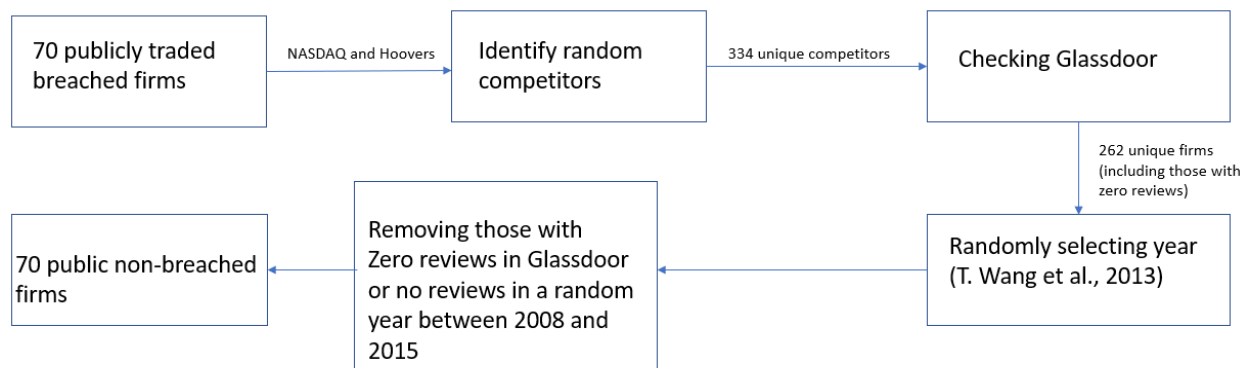 70 publicly traded
breached firms
NASDAQ and Hoovers
Identify random
competitors
334 unique competitors
Checking Glassdoor
262 unique firms
(including those with
zero reviews)
Randomly selecting year
(T. Wang et al., 2013)
Removing those with
Zero reviews in Glassdoor
or no reviews in a random
year between 2008 and
2015
70 public non-breached
firms